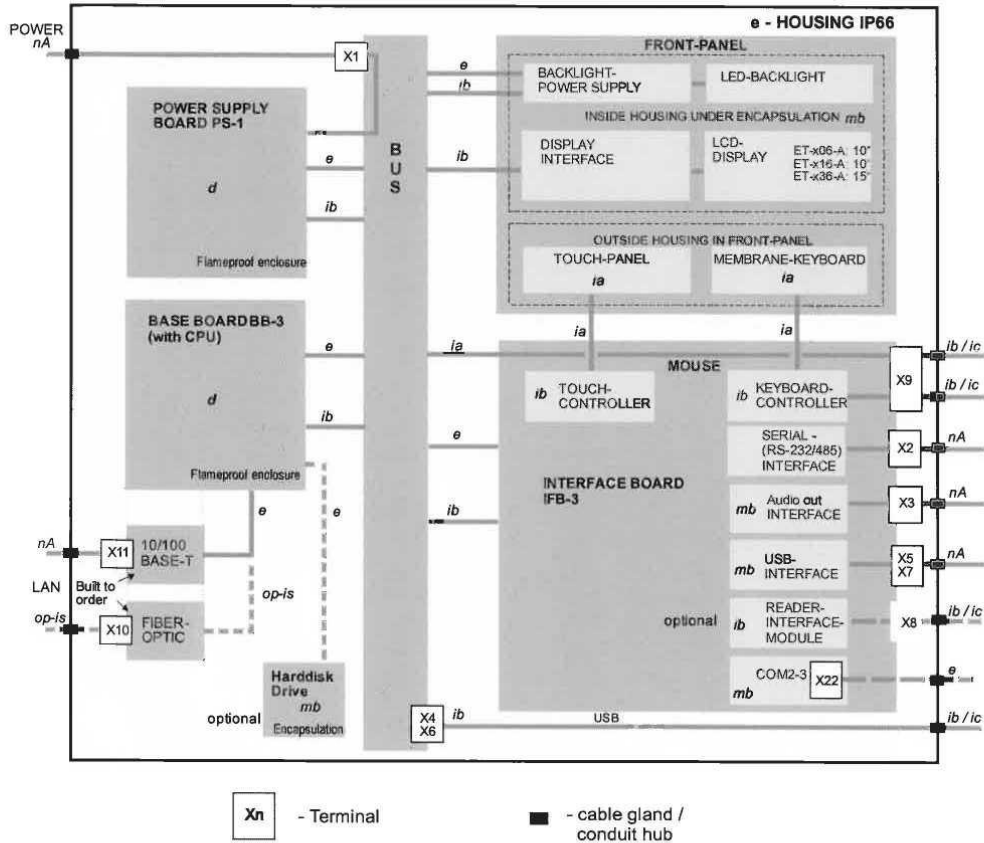 e - HOUSING IP66
POWER
nA
X1
FRONT-PANEL
e
ib
BACKLIGHT-
POWER SUPPLY
LED-BACKLIGHT
INSIDE HOUSING UNDER ENCAPSULATION mb
ib
DISPLAY
INTERFACE
LCD-
DISPLAY
ET-x06-A: 10"
ET-x16-A: 10"
ET-x36-A: 15"
OUTSIDE HOUSING IN FRONT-PANEL
TOUCH-PANEL
ia
MEMBRANE-KEYBOARD
ia
ia
ia
POWER SUPPLY
BOARD PS-1
d
Flameproof enclosure
e
ib
B
U
S
BASE BOARD BB-3
(with CPU)
d
Flameproof enclosure
e
ib
e
e
ia
MOUSE
X9
ib / ic
ib / ic
ib TOUCH-
CONTROLLER
ib KEYBOARD-
CONTROLLER
e
SERIAL -
(RS-232/485)
INTERFACE
X2
nA
INTERFACE BOARD
IFB-3
ib
mb Audio out
INTERFACE
X3
nA
mb USB-
INTERFACE
X5
X7
nA
optional
ib READER-
INTERFACE-
MODULE
X8
ib / ic
COM2-3
mb
X22
e
nA
X11
10/100
BASE-T
LAN
Built to
order
op-is
op-is
X10
FIBER-
OPTIC
optional
Harddisk
Drive
mb
Encapsulation
X4
X6
ib
USB
ib / ic
Xn
- Terminal
- cable gland /
conduit hub